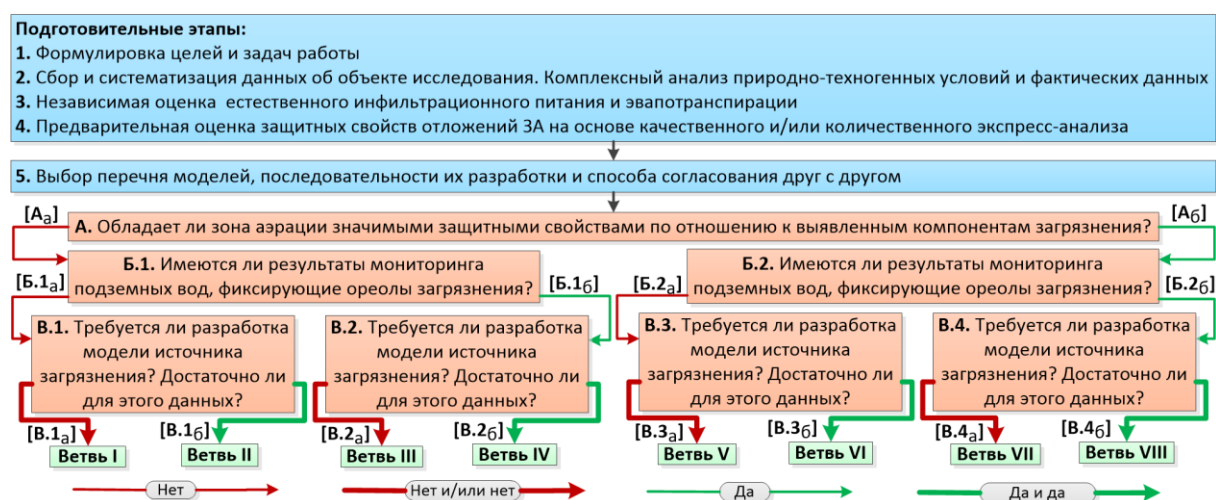 Подготовительные этапы:
1. Формулировка целей и задач работы
2. Сбор и систематизация данных об объекте исследования. Комплексный анализ природно-техногенных условий и фактических данных
3. Независимая оценка естественного инфильтрационного питания и эвапотранспирации
4. Предварительная оценка защитных свойств отложений ЗА на основе качественного и/или количественного экспресс-анализа
5. Выбор перечня моделей, последовательности их разработки и способа согласования друг с другом
[Аа]
[Аб]
А. Обладает ли зона аэрации значимыми защитными свойствами по отношению к выявленным компонентам загрязнения?
[Б.1а]
Б.1. Имеются ли результаты мониторинга
подземных вод, фиксирующие ореолы загрязнения?
[Б.1б]
[Б.2а]
Б.2. Имеются ли результаты мониторинга
подземных вод, фиксирующие ореолы загрязнения?
[Б.2б]
В.1. Требуется ли разработка
модели источника
загрязнения? Достаточно ли
для этого данных?
В.2. Требуется ли разработка
модели источника
загрязнения? Достаточно ли
для этого данных?
В.3. Требуется ли разработка
модели источника
загрязнения? Достаточно ли
для этого данных?
В.4. Требуется ли разработка
модели источника
загрязнения? Достаточно ли
для этого данных?
[В.1а]
[В.1б]
[В.2а]
[В.2б]
[В.3а]
[В.3б]
[В.4а]
[В.4б]
Ветвь I
Ветвь II
Ветвь III
Ветвь IV
Ветвь V
Ветвь VI
Ветвь VII
Ветвь VIII
Нет
Нет и/или нет
Да
Да и да